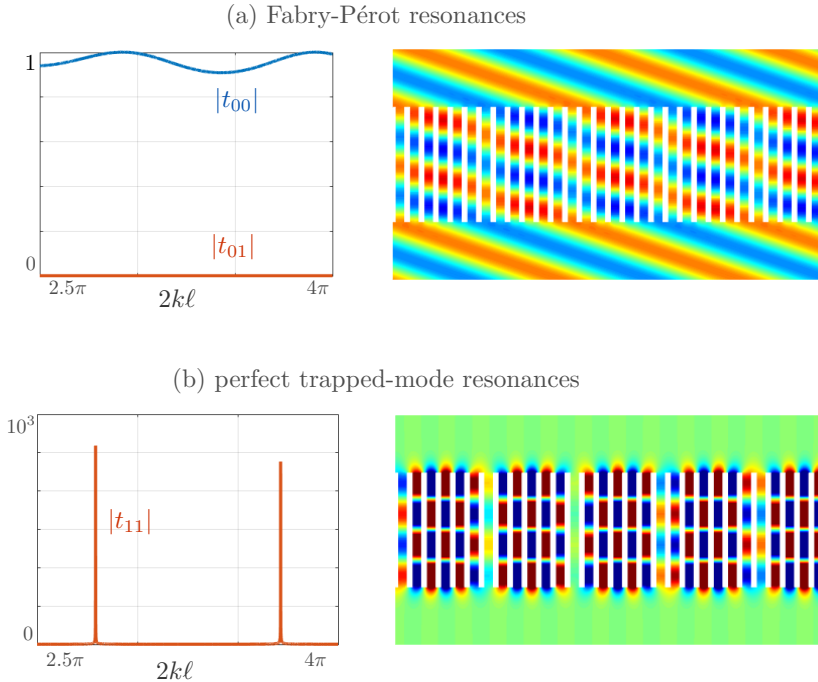 (a) Fabry-Pérot resonances
1
|t₀₀|
|t₀₁|
0
2.5π
4π
2kℓ
(b) perfect trapped-mode resonances
10³
|t₁₁|
0
2.5π
4π
2kℓ